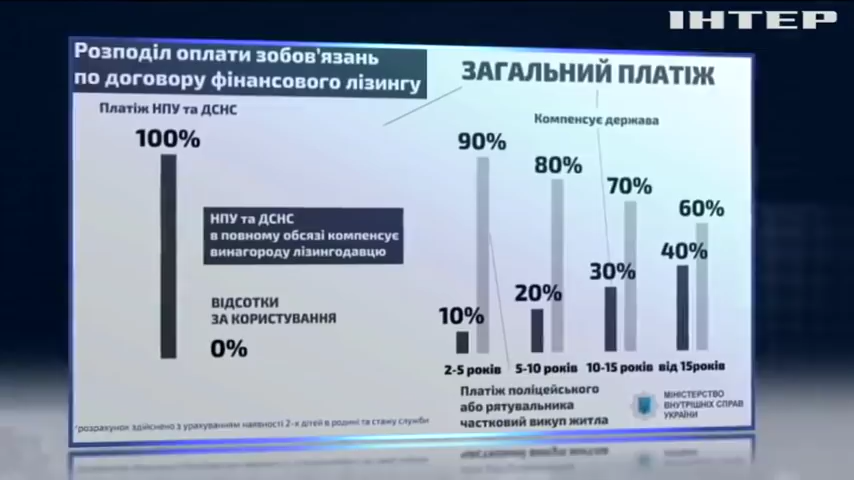 ІНТЕР
Розподіл оплати зобов'язань
по договору фінансового лізингу
ЗАГАЛЬНИЙ ПЛАТІЖ
Платіж НПУ та ДСНС
100%
Компенсує держава
90%
80%
70%
60%
НПУ та ДСНС
в повному обсязі компенсує
винагороду лізингодавцю
40%
30%
20%
10%
ВІДСОТКИ
ЗА КОРИСТУВАННЯ
0%
2-5 років 5-10 років 10-15 років від 15років
Платіж поліцейського
або рятувальника
частковий викуп житла
МІНІСТЕРСТВО
ВНУТРІШНІХ СПРАВ
УКРАЇНИ
*розрахунок здійснено з урахуванням наявності 2-х дітей в родині та стажу служби